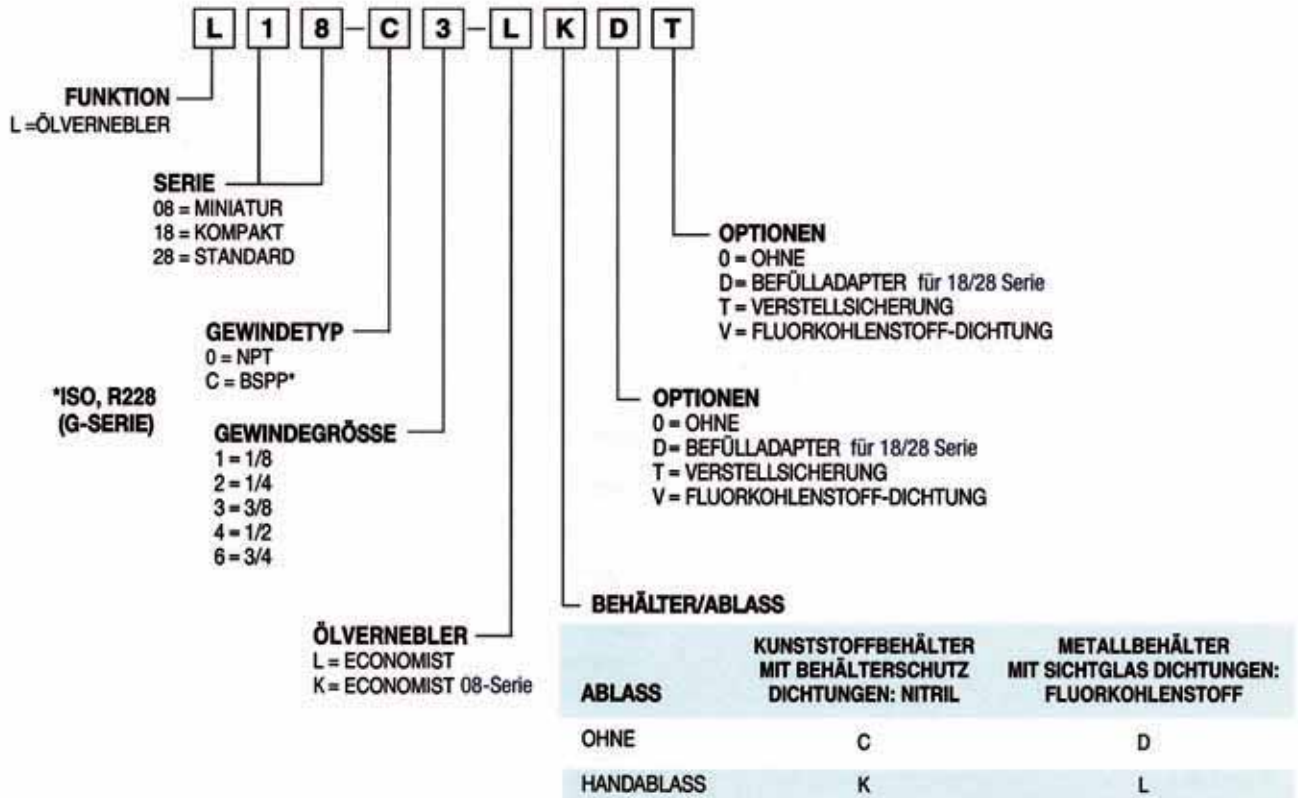 L 1 8 - C 3 - L K D T
FUNKTION
L =ÖLVERNEBLER
SERIE
08 = MINIATUR
18 = KOMPAKT
28 = STANDARD
GEWINDETYP
0 = NPT
C = BSPP*
*ISO, R228
(G-SERIE)
GEWINDEGRÖSSE
1 = 1/8
2 = 1/4
3 = 3/8
4 = 1/2
6 = 3/4
ÖLVERNEBLER
L = ECONOMIST
K = ECONOMIST 08-Serie
OPTIONEN
0 = OHNE
D= BEFÜLLADAPTER für 18/28 Serie
T = VERSTELLSICHERUNG
V = FLUORKOHLENSTOFF-DICHTUNG
OPTIONEN
0 = OHNE
D= BEFÜLLADAPTER für 18/28 Serie
T = VERSTELLSICHERUNG
V = FLUORKOHLENSTOFF-DICHTUNG
BEHÄLTER/ABLASS
ABLASS
KUNSTSTOFFBEHÄLTER
MIT BEHÄLTERSCHUTZ
DICHTUNGEN: NITRIL
METALLBEHÄLTER
MIT SICHTGLAS DICHTUNGEN:
FLUORKOHLENSTOFF
OHNE C D
HANDABLASS K L